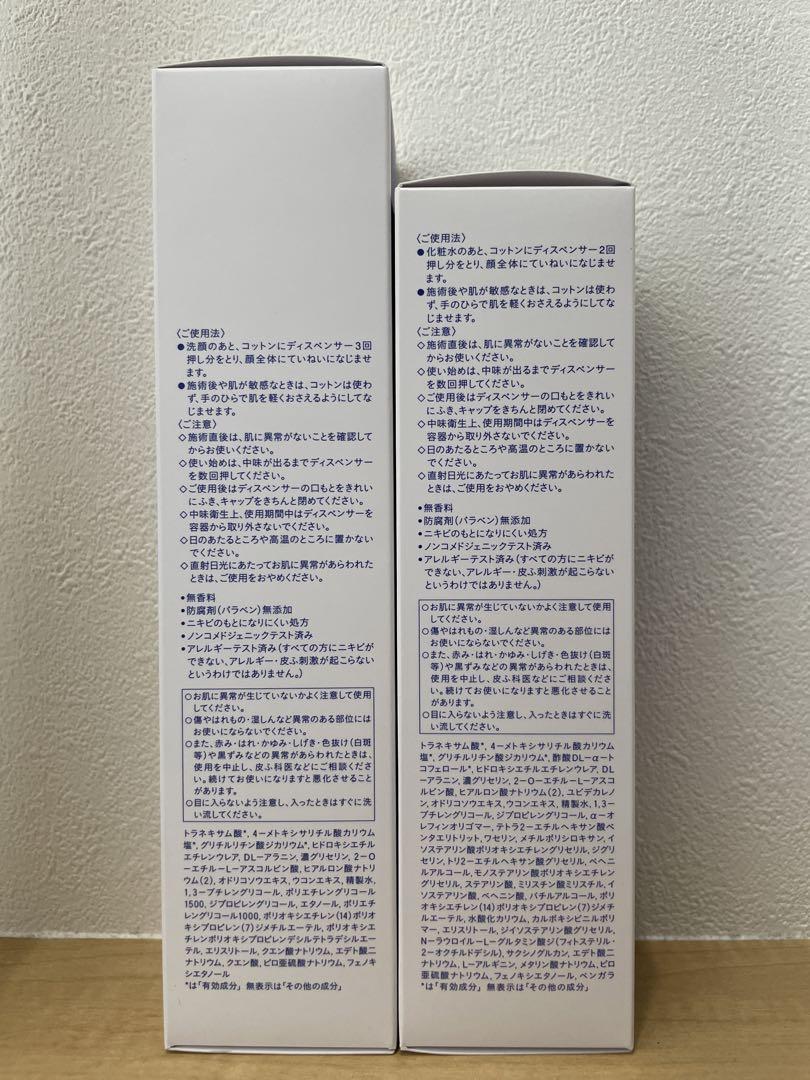 〈ご使用法〉
●洗顔のあと、コットンにディスペンサー3回
押し分をとり、顔全体にていねいになじませ
ます。
●施術後や肌が敏感なときは、コットンは使わ
ず、手のひらで肌を軽くおさえるようにしてな
じませます。
〈ご注意〉
◇施術直後は、肌に異常がないことを確認して
からお使いください。
◇使い始めは、中味が出るまでディスペンサー
を数回押してください。
◇ご使用後はディスペンサーの口もとをきれい
にふき、キャップをきちんと閉めてください。
◇中味衛生上、使用期間中はディスペンサーを
容器から取り外さないでください。
◇日のあたるところや高温のところに置かない
でください。
◇直射日光にあたってお肌に異常があらわれた
ときは、ご使用をおやめください。
•無香料
•防腐剤(パラベン)無添加
•ニキビのもとになりにくい処方
•ノンコメドジェニックテスト済み
•アレルギーテスト済み(すべての方にニキビが
できない、アレルギー・皮ふ刺激が起こらない
というわけではありません。)
○お肌に異常が生じていないかよく注意して使用
してください。
○傷やはれもの・湿しんなど異常のある部位には
お使いにならないでください。
○また、赤み・はれ・かゆみ・しげき・色抜け(白斑
等)や黒ずみなどの異常があらわれたときは、
使用を中止し、皮ふ科医などにご相談くださ
い。続けてお使いになりますと悪化させること
があります。
○目に入らないよう注意し、入ったときはすぐに洗
い流してください。
トラネキサム酸*, 4ーメトキシサリチル酸カリウム
塩*, グリチルリチン酸ジカリウム*, ヒドロキシエチル
エチレンウレア, DLーアラニン, 濃グリセリン, 2ーO
ーエチルーLーアスコルビン酸, ヒアルロン酸ナトリウ
ム(2), オドリコソウエキス, ウコンエキス, 精製水,
1,3ーブチレングリコール, ポリエチレングリコール
1500, ジプロピレングリコール, エタノール, ポリエチ
レングリコール1000, ポリオキシエチレン(14)ポリオ
キシプロピレン(7)ジメチルエーテル, ポリオキシエ
チレンポリオキシプロピレンデシルテトラデシルエー
テル, エリスリトール, クエン酸ナトリウム, エデト酸二
ナトリウム, クエン酸, ピロ亜硫酸ナトリウム, フェノキ
シエタノール
*は「有効成分」 無表示は「その他の成分」
〈ご使用法〉
●化粧水のあと、コットンにディスペンサー2回
押し分をとり、顔全体にていねいになじませ
ます。
●施術後や肌が敏感なときは、コットンは使わ
ず、手のひらで肌を軽くおさえるようにしてな
じませます。
〈ご注意〉
◇施術直後は、肌に異常がないことを確認して
からお使いください。
◇使い始めは、中味が出るまでディスペンサー
を数回押してください。
◇ご使用後はディスペンサーの口もとをきれい
にふき、キャップをきちんと閉めてください。
◇中味衛生上、使用期間中はディスペンサーを
容器から取り外さないでください。
◇日のあたるところや高温のところに置かない
でください。
◇直射日光にあたってお肌に異常があらわれた
ときは、ご使用をおやめください。
•無香料
•防腐剤(パラベン)無添加
•ニキビのもとになりにくい処方
•ノンコメドジェニックテスト済み
•アレルギーテスト済み(すべての方にニキビが
できない、アレルギー・皮ふ刺激が起こらない
というわけではありません。)
○お肌に異常が生じていないかよく注意して使用
してください。
○傷やはれもの・湿しんなど異常のある部位には
お使いにならないでください。
○また、赤み・はれ・かゆみ・しげき・色抜け(白斑
等)や黒ずみなどの異常があらわれたときは、
使用を中止し、皮ふ科医などにご相談くださ
い。続けてお使いになりますと悪化させること
があります。
○目に入らないよう注意し、入ったときはすぐに洗
い流してください。
トラネキサム酸*, 4ーメトキシサリチル酸カリウム
塩*, グリチルリチン酸ジカリウム*, 酢酸DLーαート
コフェロール*, ヒドロキシエチルエチレンウレア, DL
ーアラニン, 濃グリセリン, 2ーOーエチルーLーアスコ
ルビン酸, ヒアルロン酸ナトリウム(2), ユビデカレノ
ン, オドリコソウエキス, ウコンエキス, 精製水, 1,3ー
ブチレングリコール, ジプロピレングリコール, αーオ
レフィンオリゴマー, テトラ2ーエチルヘキサン酸ペ
ンタエリトリット, ワセリン, メチルポリシロキサン, イ
ソステアリン酸ポリオキシエチレングリセリル, ジグリ
セリン, トリ2ーエチルヘキサン酸グリセリル, ベヘニ
ルアルコール, モノステアリン酸ポリオキシエチレン
グリセリル, ステアリン酸, ミリスチン酸ミリスチル, イ
ソステアリン酸, ベヘニン酸, バチルアルコール, ポリ
オキシエチレン(14)ポリオキシプロピレン(7)ジメチ
ルエーテル, 水酸化カリウム, カルボキシビニルポリ
マー, エリスリトール, ジイソステアリン酸グリセリル,
NーラウロイルーLーグルタミン酸ジ(フィトステリル・
2ーオクチルドデシル), サクシノグルカン, エデト酸二
ナトリウム, Lーアルギニン, メタリン酸ナトリウム, ピロ
亜硫酸ナトリウム, フェノキシエタノール, ベンガラ
*は「有効成分」 無表示は「その他の成分」